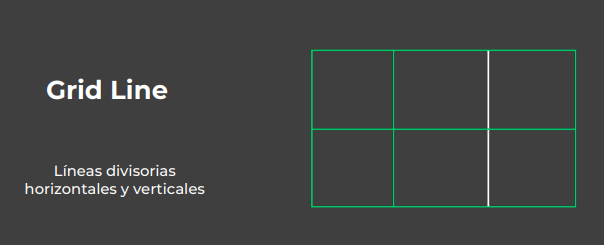 Grid Line
Líneas divisorias
horizontales y verticales